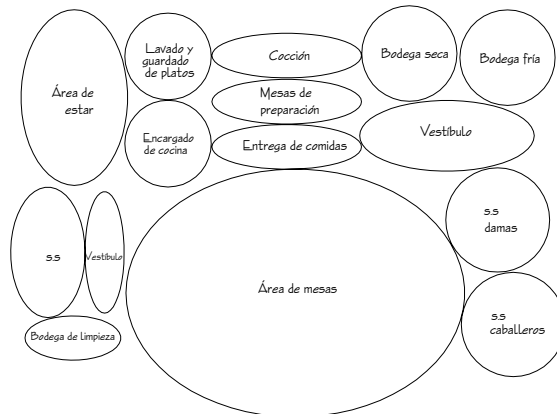 Área de
estar
Lavado y
guardado
de platos
Cocción
Bodega seca
Bodega fría
Mesas de
preparación
Encargado
de cocina
Entrega de comidas
Vestíbulo
s.s
damas
s.s
Vestíbulo
Área de mesas
Bodega de limpieza
s.s
caballeros